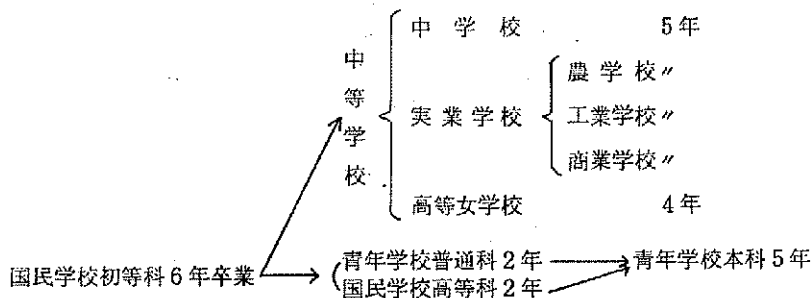 中学校 5年
中等学校
農学校〃
実業学校 工業学校〃
商業学校〃
高等女学校 4年
国民学校初等科6年卒業
青年学校普通科2年 青年学校本科5年
国民学校高等科2年